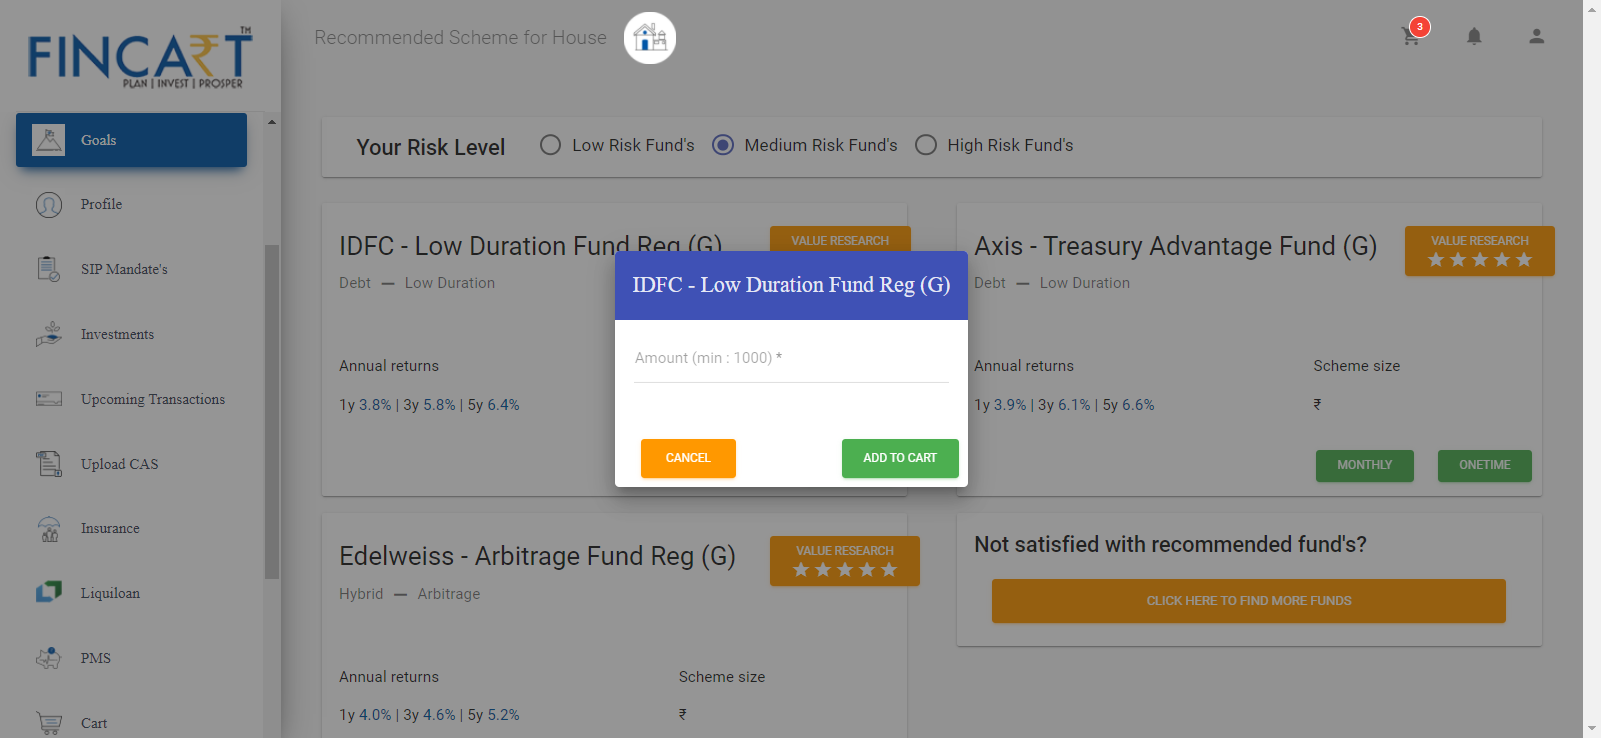 FINCART
TM
PLAN | INVEST | PROSPER
Recommended Scheme for House
3
Goals
Profile
SIP Mandate's
Investments
Upcoming Transactions
Upload CAS
Insurance
Liquiloan
PMS
Cart
Your Risk Level
Low Risk Fund's
Medium Risk Fund's
High Risk Fund's
IDFC - Low Duration Fund Reg (G)
VALUE RESEARCH
Debt — Low Duration
Annual returns
1y 3.8% | 3y 5.8% | 5y 6.4%
Axis - Treasury Advantage Fund (G)
VALUE RESEARCH
Debt — Low Duration
Annual returns
Scheme size
1y 3.9% | 3y 6.1% | 5y 6.6%
₹
MONTHLY
ONETIME
IDFC - Low Duration Fund Reg (G)
Amount (min : 1000) *
CANCEL
ADD TO CART
Edelweiss - Arbitrage Fund Reg (G)
VALUE RESEARCH
Hybrid — Arbitrage
Annual returns
Scheme size
1y 4.0% | 3y 4.6% | 5y 5.2%
₹
Not satisfied with recommended fund's?
CLICK HERE TO FIND MORE FUNDS